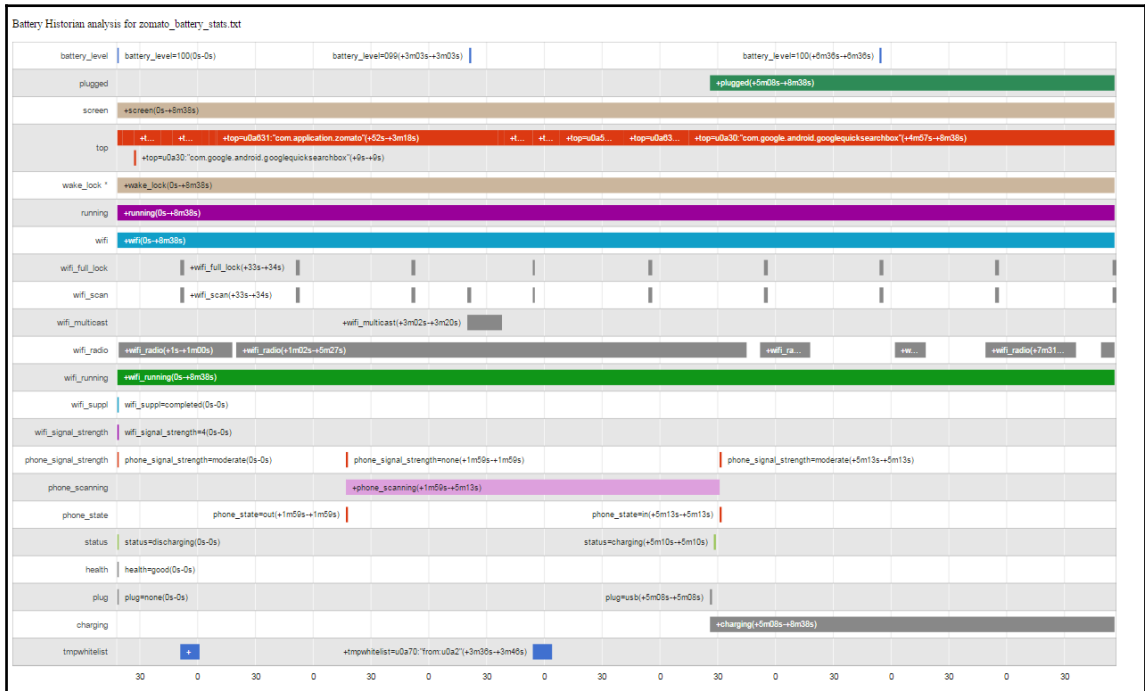 Battery Historian analysis for zomato_battery_stats.txt
battery_level battery_level=100(0s-0s) battery_level=099(+3m03s→+3m03s) battery_level=100(+6m36s→+6m36s)
plugged +plugged(+5m08s→+8m38s)
screen +screen(0s→+8m38s)
top +t... +t... +top=u0a631:"com.application.zomato"(+52s→+3m18s) +t... +t... +top=u0a5... +top=u0a63... +top=u0a30:"com.google.android.googlequicksearchbox"(+4m57s→+8m38s)
+top=u0a30:"com.google.android.googlequicksearchbox"(+9s→+9s)
wake_lock * +wake_lock(0s→+8m38s)
running +running(0s→+8m38s)
wifi +wifi(0s→+8m38s)
wifi_full_lock +wifi_full_lock(+33s→+34s)
wifi_scan +wifi_scan(+33s→+34s)
wifi_multicast +wifi_multicast(+3m02s→+3m20s)
wifi_radio +wifi_radio(+1s→+1m00s) +wifi_radio(+1m02s→+5m27s) +wifi_ra... +w... +wifi_radio(+7m31...
wifi_running +wifi_running(0s→+8m38s)
wifi_suppl wifi_suppl=completed(0s-0s)
wifi_signal_strength wifi_signal_strength=4(0s-0s)
phone_signal_strength phone_signal_strength=moderate(0s-0s) phone_signal_strength=none(+1m59s→+1m59s) phone_signal_strength=moderate(+5m13s→+5m13s)
phone_scanning +phone_scanning(+1m59s→+5m13s)
phone_state phone_state=out(+1m59s→+1m59s) phone_state=in(+5m13s→+5m13s)
status status=discharging(0s-0s) status=charging(+5m10s→+5m10s)
health health=good(0s-0s)
plug plug=none(0s-0s) plug=usb(+5m08s→+5m08s)
charging +charging(+5m08s→+8m38s)
tmpwhitelist + +tmpwhitelist=u0a70:"from:u0a2"(+3m36s→+3m46s)
30 0 30 0 30 0 30 0 30 0 30 0 30 0 30 0 30